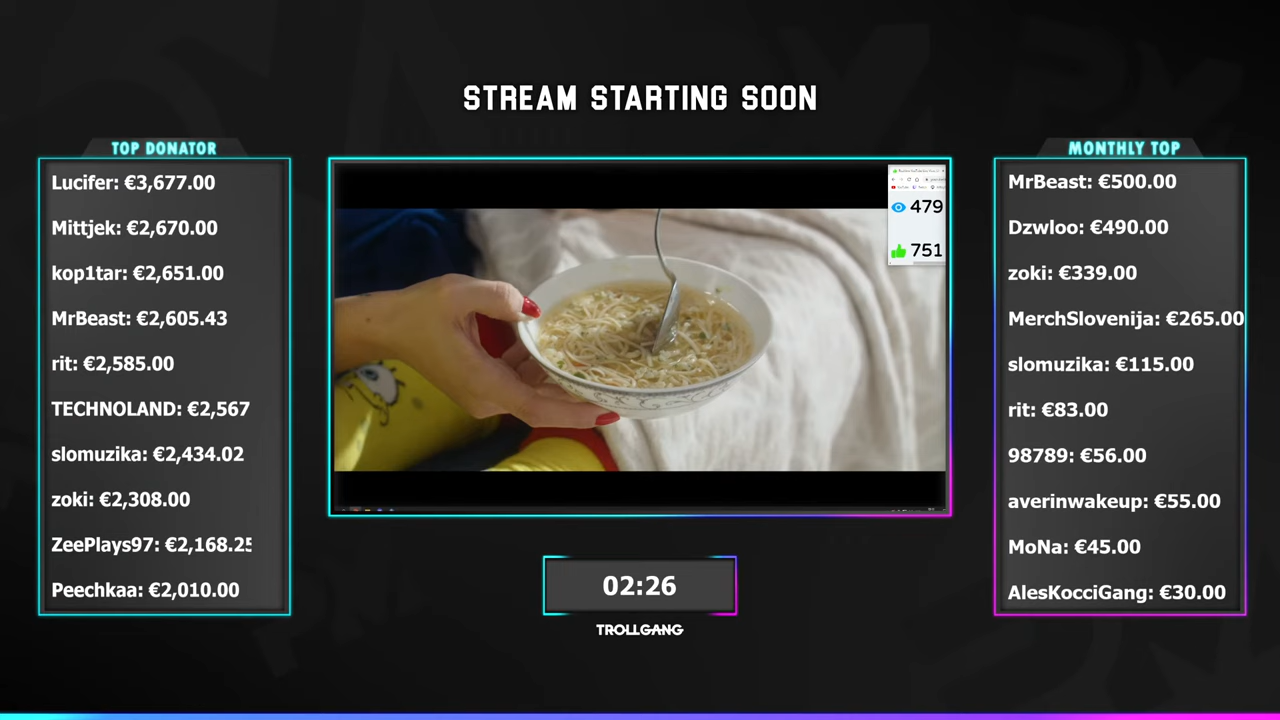 STREAM STARTING SOON
TOP DONATOR
Lucifer: €3,677.00
Mittjek: €2,670.00
kop1tar: €2,651.00
MrBeast: €2,605.43
rit: €2,585.00
TECHNOLAND: €2,567
slomuzika: €2,434.02
zoki: €2,308.00
ZeePlays97: €2,168.25
Peechkaa: €2,010.00
479
751
02:26
TROLLGANG
MONTHLY TOP
MrBeast: €500.00
Dzwloo: €490.00
zoki: €339.00
MerchSlovenija: €265.00
slomuzika: €115.00
rit: €83.00
98789: €56.00
averinwakeup: €55.00
MoNa: €45.00
AlesKocciGang: €30.00